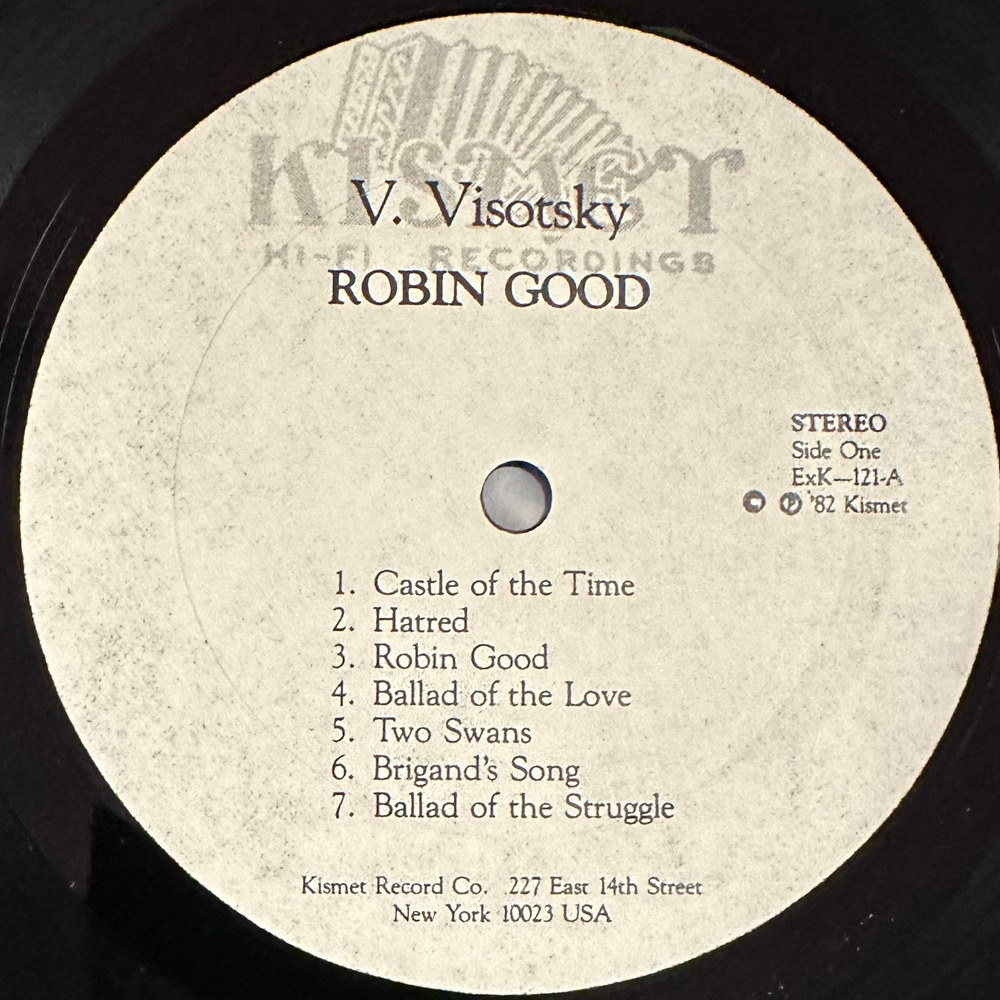 KISMET
HI-FI RECORDINGS
V. Visotsky
ROBIN GOOD
STEREO
Side One
ExK—121-A
© ℗ '82 Kismet
1. Castle of the Time
2. Hatred
3. Robin Good
4. Ballad of the Love
5. Two Swans
6. Brigand's Song
7. Ballad of the Struggle
Kismet Record Co. 227 East 14th Street
New York 10023 USA